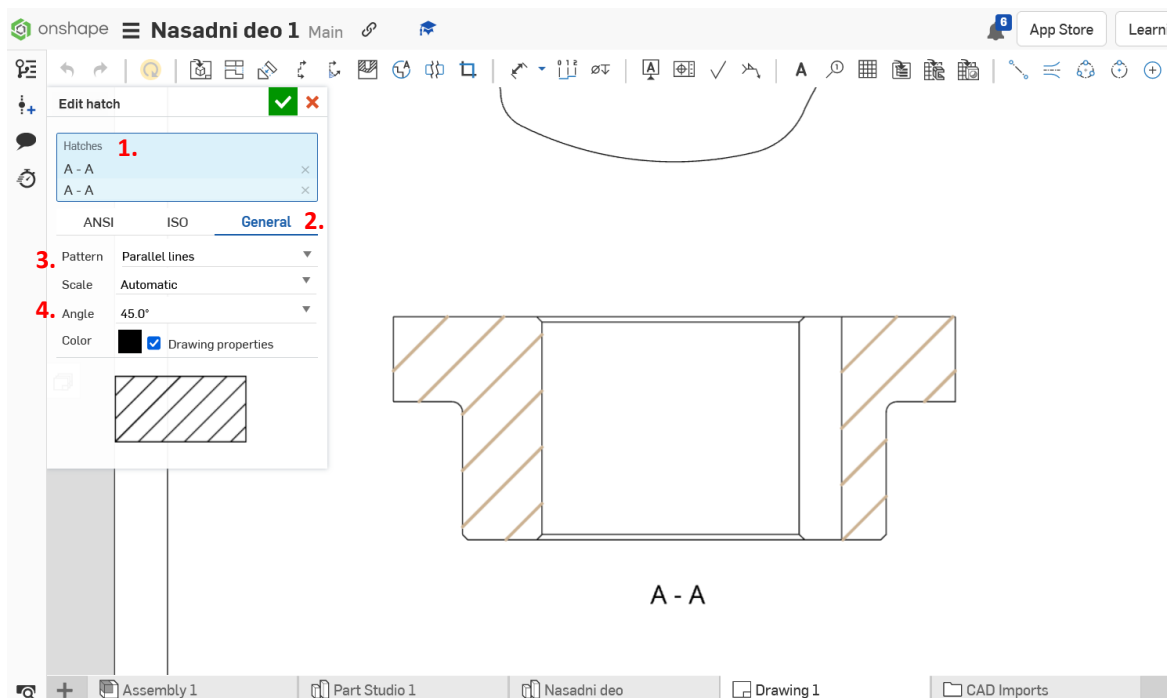 onshape Nasadni deo 1 Main
6
App Store
Learni
Edit hatch
Hatches 1.
A - A
A - A
ANSI ISO General 2.
3. Pattern Parallel lines
Scale Automatic
4. Angle 45.0°
Color Drawing properties
A - A
Assembly 1
Part Studio 1
Nasadni deo
Drawing 1
CAD Imports